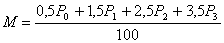 M = (0,5P₀ + 1,5P₁ + 2,5P₂ + 3,5P₃) / 100